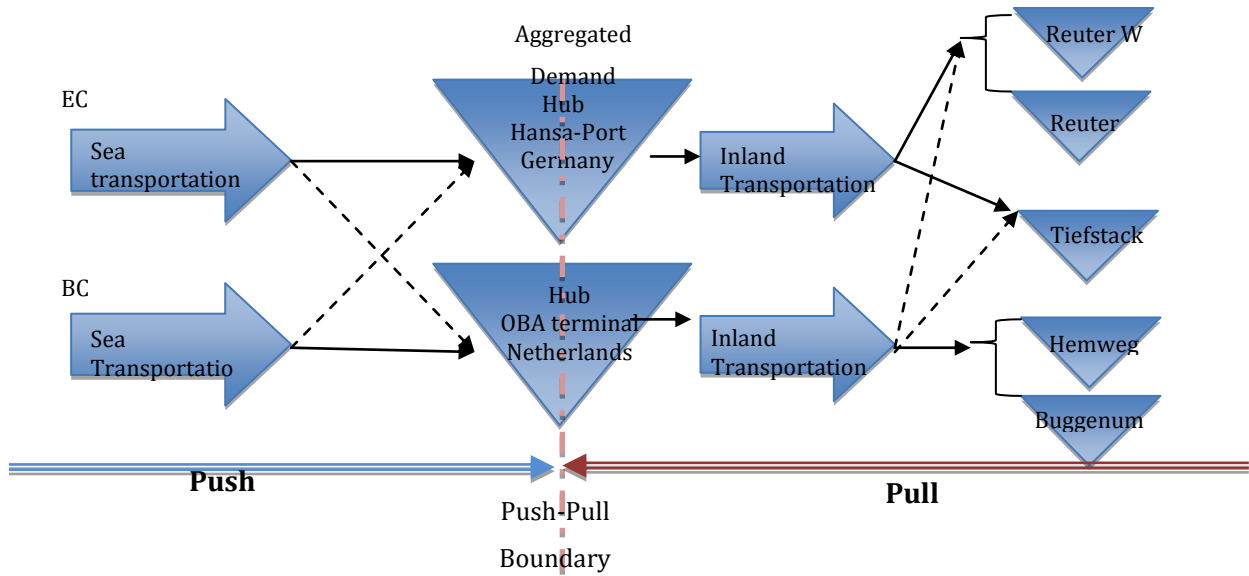 Aggregated
Demand
EC
Sea
transportation
Hub
Hansa-Port
Germany
Inland
Transportation
Reuter W
Reuter
Tiefstack
BC
Sea
Transportatio
Hub
OBA terminal
Netherlands
Inland
Transportation
Hemweg
Buggenum
Push
Pull
Push-Pull
Boundary